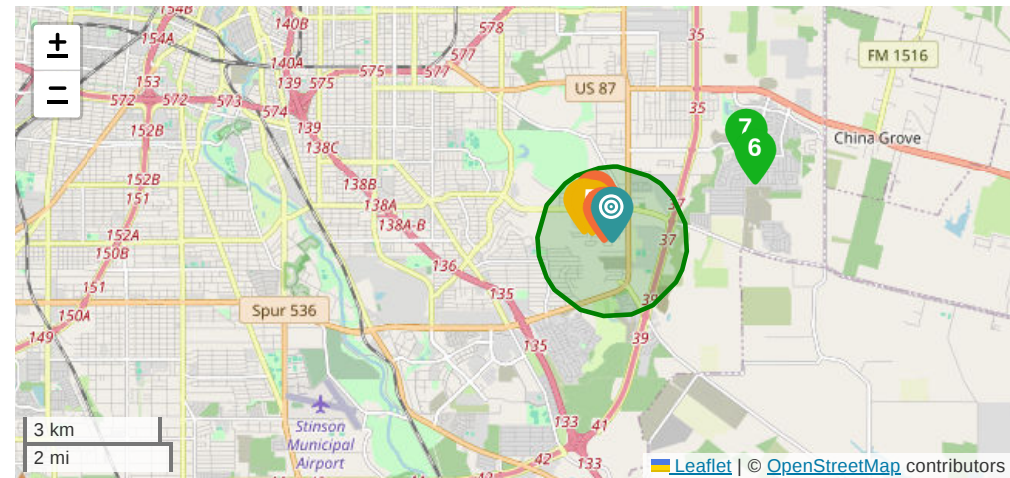 154B
140B
578
35
154A
577
FM 1516
+
140A
575
577
153
139
575
US 87
−
572
572
573
574
35
152B
139
7
138C
6
China Grove
152B
138B
151
138A
37
152A
138A-B
37
150B
136
151
135
39
Spur 536
150A
149
135
39
133
41
3 km
Stinson
Municipal
Airport
2 mi
42
133
42
Leaflet | © OpenStreetMap contributors